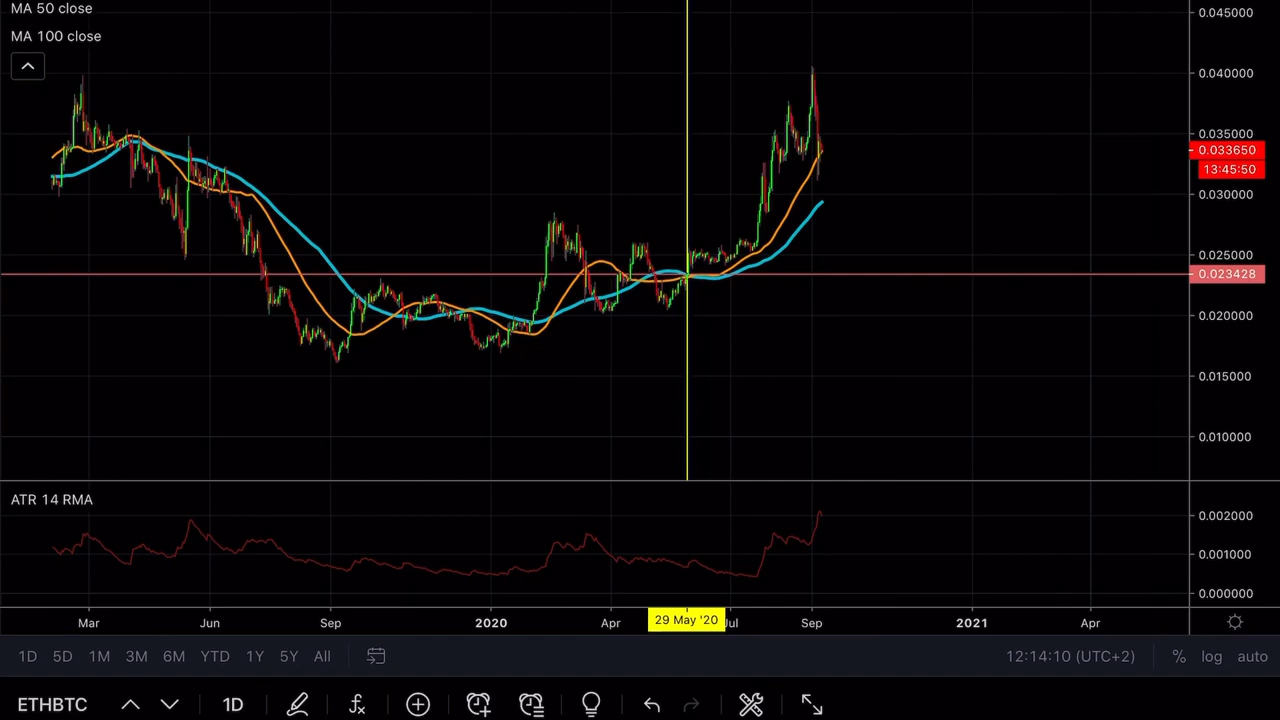 MA 50 close
MA 100 close
0.045000
0.040000
0.035000
0.033650
13:45:50
0.030000
0.025000
0.023428
0.020000
0.015000
0.010000
ATR 14 RMA
0.002000
0.001000
0.000000
Mar Jun Sep 2020 Apr 29 May '20 Jul Sep 2021 Apr
1D 5D 1M 3M 6M YTD 1Y 5Y All 12:14:10 (UTC+2) % log auto
ETHBTC 1D fx